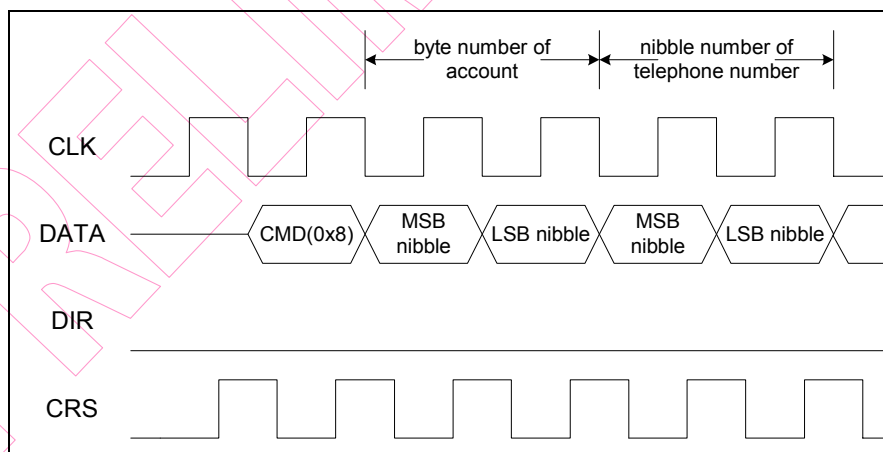 byte number of
account
nibble number of
telephone number
CLK
DATA
CMD(0x8)
MSB
nibble
LSB nibble
MSB
nibble
LSB nibble
DIR
CRS